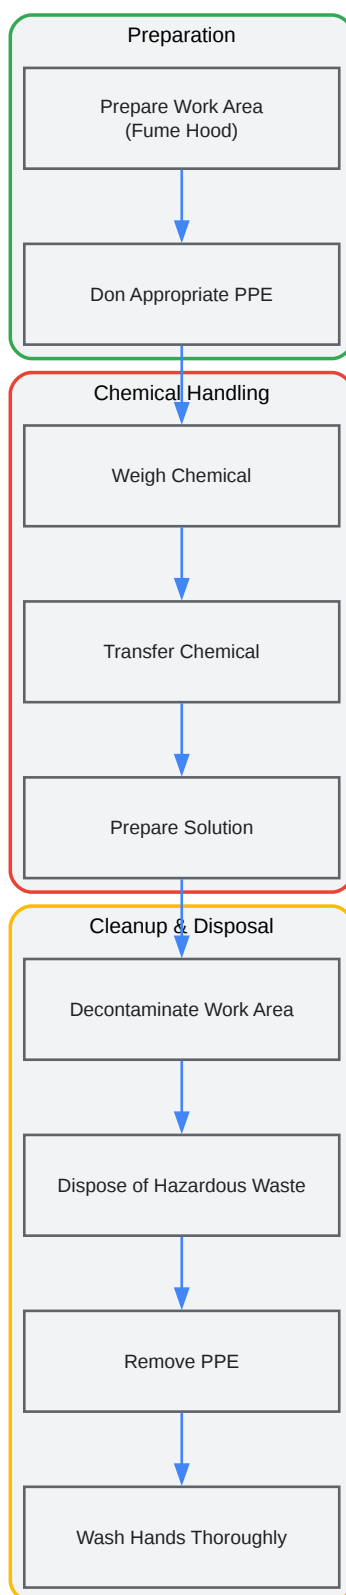 Preparation
Prepare Work Area
(Fume Hood)
Don Appropriate PPE
Chemical Handling
Weigh Chemical
Transfer Chemical
Prepare Solution
Cleanup & Disposal
Decontaminate Work Area
Dispose of Hazardous Waste
Remove PPE
Wash Hands Thoroughly